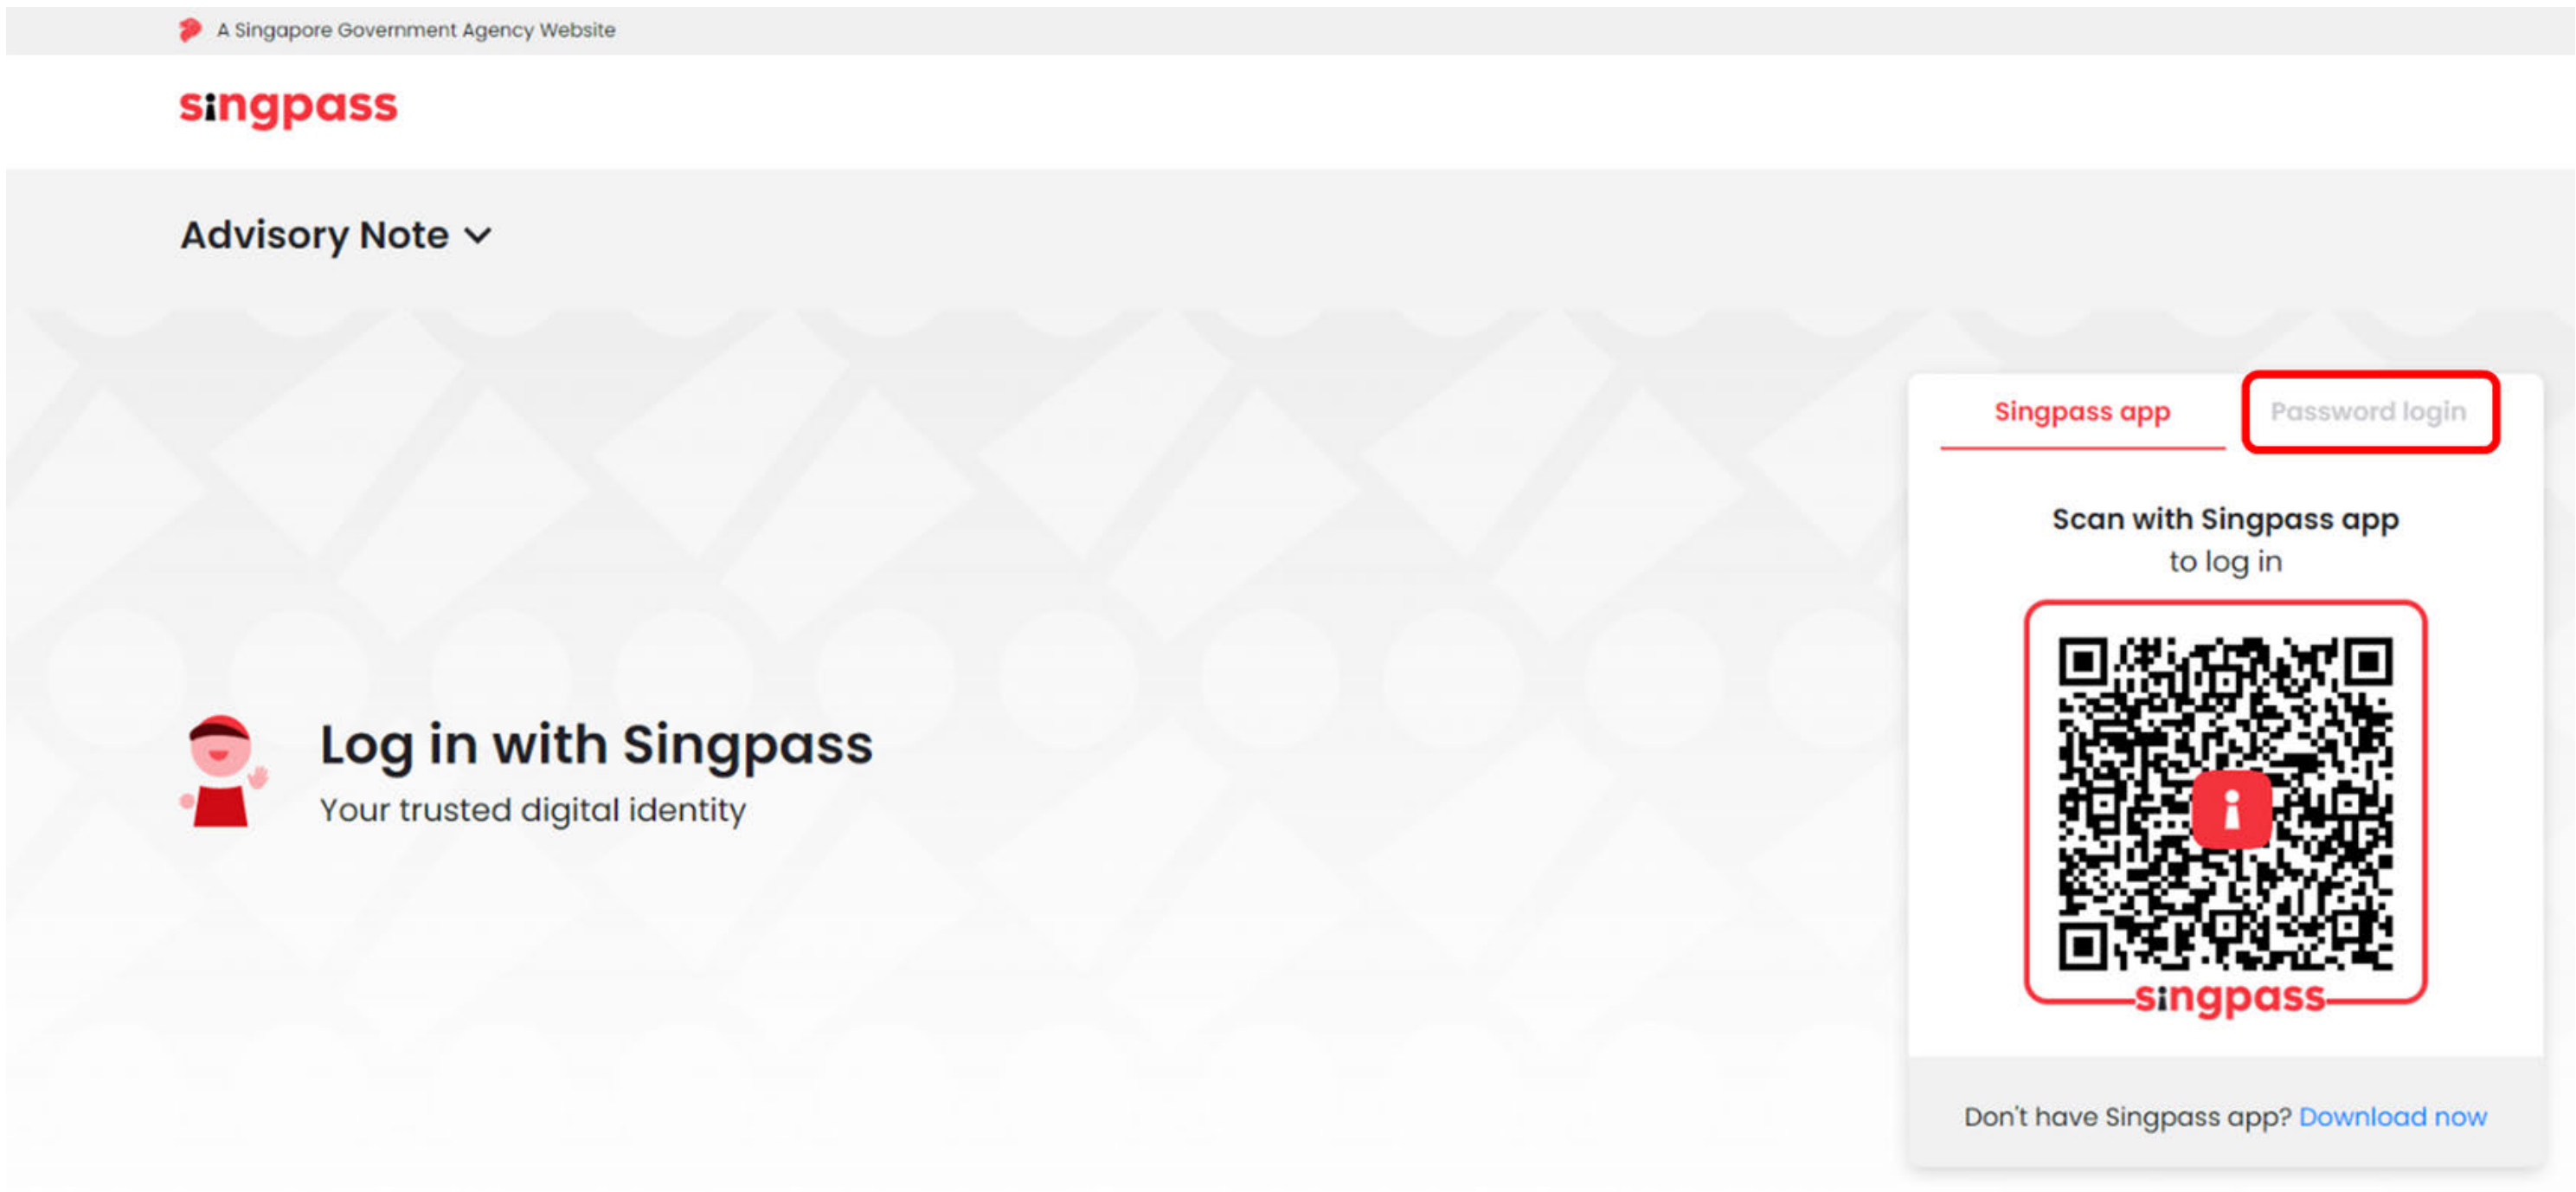 A Singapore Government Agency Website
singpass
Advisory Note
Singpass app
Password login
Scan with Singpass app
to log in
Log in with Singpass
Your trusted digital identity
singpass
Don't have Singpass app? Download now